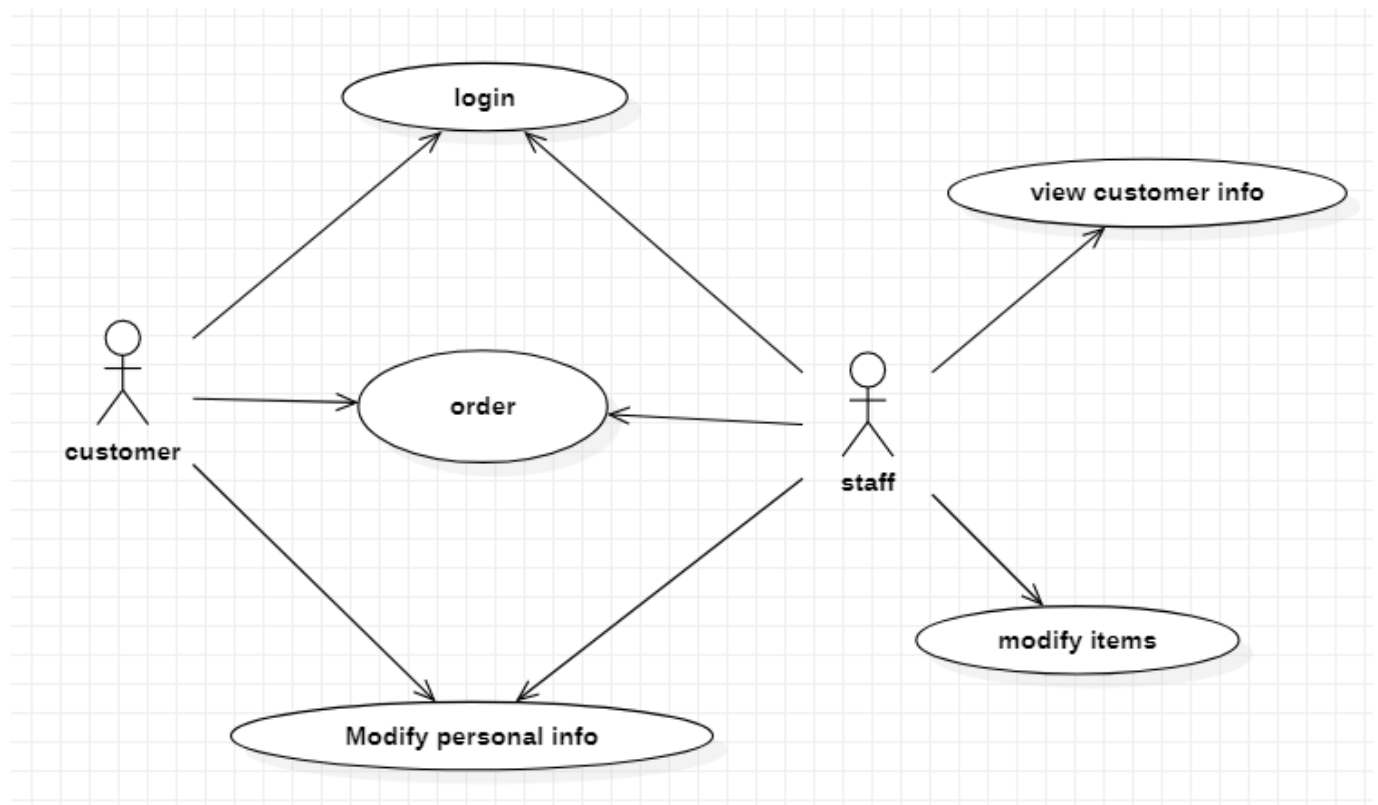 login
view customer info
order
customer
staff
modify items
Modify personal info